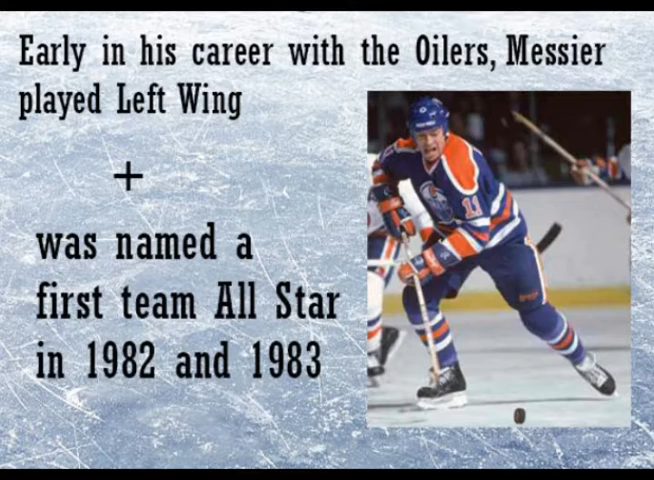 Early in his career with the Oilers, Messier
played Left Wing
+
was named a
first team All Star
in 1982 and 1983
11